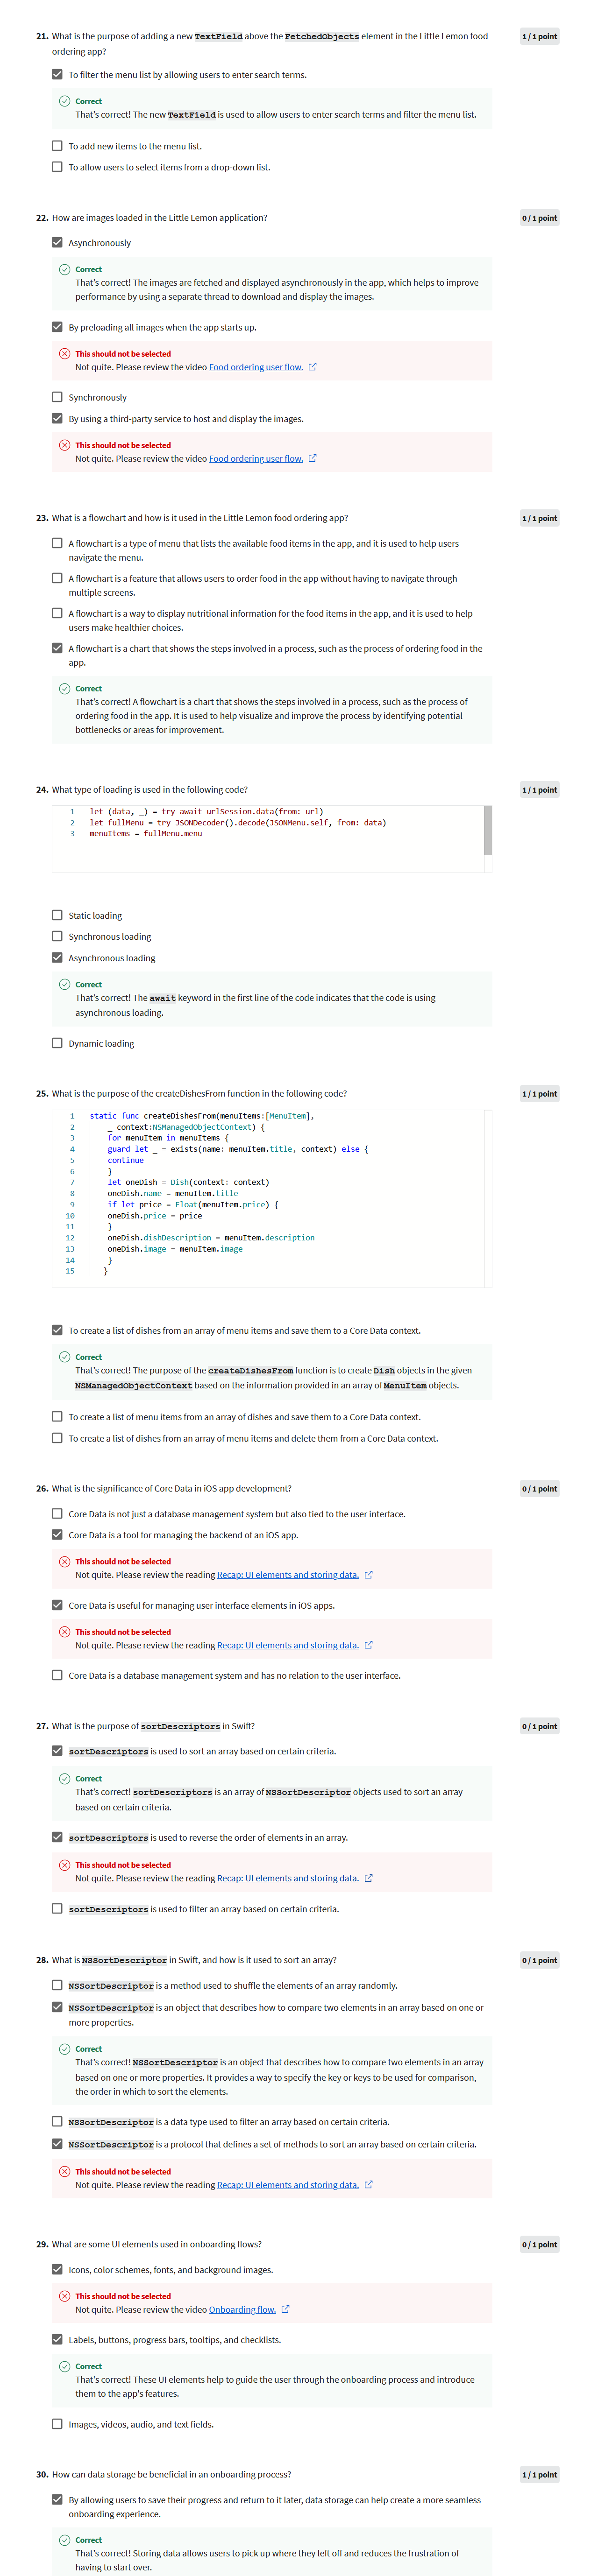 21. What is the purpose of adding a new TextField above the FetchedObjects element in the Little Lemon food
ordering app?
1 / 1 point
To filter the menu list by allowing users to enter search terms.
Correct
That's correct! The new TextField is used to allow users to enter search terms and filter the menu list.
To add new items to the menu list.
To allow users to select items from a drop-down list.
22. How are images loaded in the Little Lemon application?
0 / 1 point
Asynchronously
Correct
That's correct! The images are fetched and displayed asynchronously in the app, which helps to improve
performance by using a separate thread to download and display the images.
By preloading all images when the app starts up.
This should not be selected
Not quite. Please review the video Food ordering user flow.
Synchronously
By using a third-party service to host and display the images.
This should not be selected
Not quite. Please review the video Food ordering user flow.
23. What is a flowchart and how is it used in the Little Lemon food ordering app?
1 / 1 point
A flowchart is a type of menu that lists the available food items in the app, and it is used to help users
navigate the menu.
A flowchart is a feature that allows users to order food in the app without having to navigate through
multiple screens.
A flowchart is a way to display nutritional information for the food items in the app, and it is used to help
users make healthier choices.
A flowchart is a chart that shows the steps involved in a process, such as the process of ordering food in the
app.
Correct
That's correct! A flowchart is a chart that shows the steps involved in a process, such as the process of
ordering food in the app. It is used to help visualize and improve the process by identifying potential
bottlenecks or areas for improvement.
24. What type of loading is used in the following code?
1 / 1 point
1 let (data, _) = try await urlSession.data(from: url)
2 let fullMenu = try JSONDecoder().decode(JSONMenu.self, from: data)
3 menuItems = fullMenu.menu
Static loading
Synchronous loading
Asynchronous loading
Correct
That's correct! The await keyword in the first line of the code indicates that the code is using
asynchronous loading.
Dynamic loading
25. What is the purpose of the createDishesFrom function in the following code?
1 / 1 point
1 static func createDishesFrom(menuItems:[MenuItem],
2 _ context:NSManagedObjectContext) {
3 for menuItem in menuItems {
4 guard let _ = exists(name: menuItem.title, context) else {
5 continue
6 }
7 let oneDish = Dish(context: context)
8 oneDish.name = menuItem.title
9 if let price = Float(menuItem.price) {
10 oneDish.price = price
11 }
12 oneDish.dishDescription = menuItem.description
13 oneDish.image = menuItem.image
14 }
15 }
To create a list of dishes from an array of menu items and save them to a Core Data context.
Correct
That's correct! The purpose of the createDishesFrom function is to create Dish objects in the given
NSManagedObjectContext based on the information provided in an array of MenuItem objects.
To create a list of menu items from an array of dishes and save them to a Core Data context.
To create a list of dishes from an array of menu items and delete them from a Core Data context.
26. What is the significance of Core Data in iOS app development?
0 / 1 point
Core Data is not just a database management system but also tied to the user interface.
Core Data is a tool for managing the backend of an iOS app.
This should not be selected
Not quite. Please review the reading Recap: UI elements and storing data.
Core Data is useful for managing user interface elements in iOS apps.
This should not be selected
Not quite. Please review the reading Recap: UI elements and storing data.
Core Data is a database management system and has no relation to the user interface.
27. What is the purpose of sortDescriptors in Swift?
0 / 1 point
sortDescriptors is used to sort an array based on certain criteria.
Correct
That's correct! sortDescriptors is an array of NSSortDescriptor objects used to sort an array
based on certain criteria.
sortDescriptors is used to reverse the order of elements in an array.
This should not be selected
Not quite. Please review the reading Recap: UI elements and storing data.
sortDescriptors is used to filter an array based on certain criteria.
28. What is NSSortDescriptor in Swift, and how is it used to sort an array?
0 / 1 point
NSSortDescriptor is a method used to shuffle the elements of an array randomly.
NSSortDescriptor is an object that describes how to compare two elements in an array based on one or
more properties.
Correct
That's correct! NSSortDescriptor is an object that describes how to compare two elements in an array
based on one or more properties. It provides a way to specify the key or keys to be used for comparison,
the order in which to sort the elements.
NSSortDescriptor is a data type used to filter an array based on certain criteria.
NSSortDescriptor is a protocol that defines a set of methods to sort an array based on certain criteria.
This should not be selected
Not quite. Please review the reading Recap: UI elements and storing data.
29. What are some UI elements used in onboarding flows?
0 / 1 point
Icons, color schemes, fonts, and background images.
This should not be selected
Not quite. Please review the video Onboarding flow.
Labels, buttons, progress bars, tooltips, and checklists.
Correct
That's correct! These UI elements help to guide the user through the onboarding process and introduce
them to the app's features.
Images, videos, audio, and text fields.
30. How can data storage be beneficial in an onboarding process?
1 / 1 point
By allowing users to save their progress and return to it later, data storage can help create a more seamless
onboarding experience.
Correct
That's correct! Storing data allows users to pick up where they left off and reduces the frustration of
having to start over.